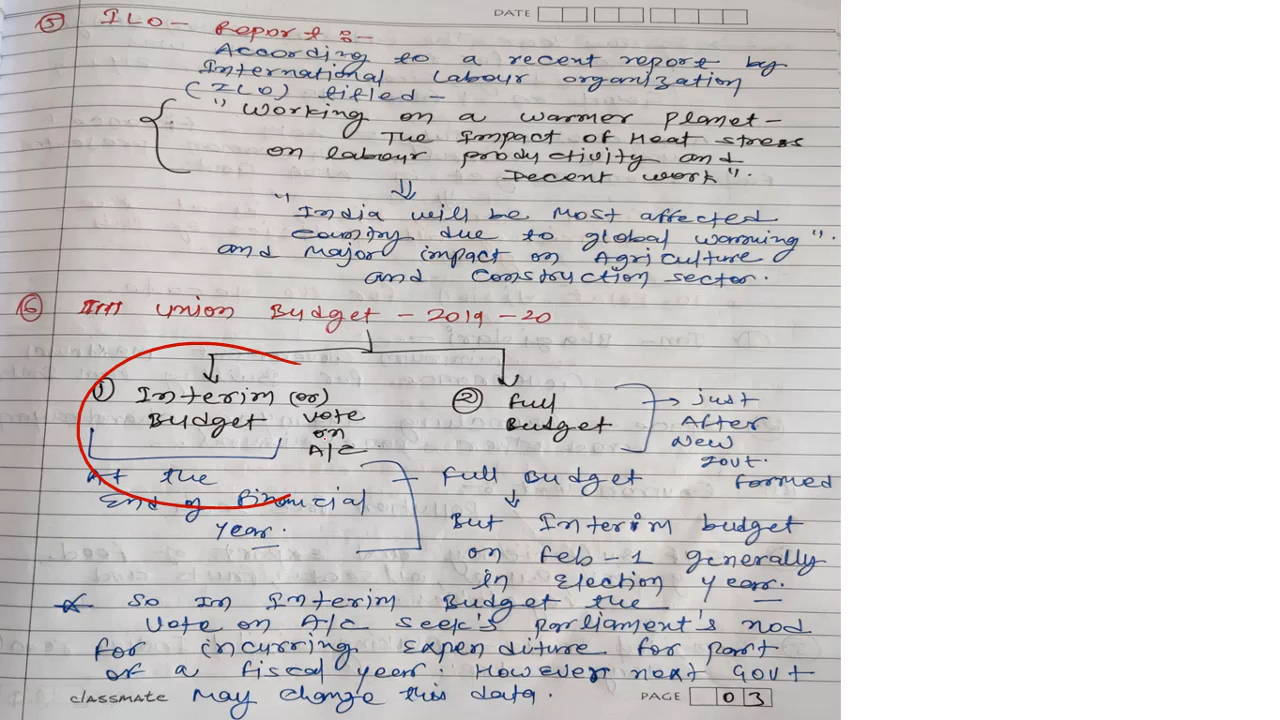 DATE
⑤ ILO - Report :-
According to a recent report by
International Labour organization
(ILO) titled -
"Working on a warmer Planet -
The Impact of Heat stress
on labour productivity and
Decent work".
"India will be Most affected
country due to global warming".
and Major impact on Agriculture
and Construction sector.
⑥ Union Budget - 2019 - 20
① Interim (or) Budget Vote on A/C
② Full Budget → just After New Govt. formed
At the
End of Financial
Year.
Full Budget
But Interim budget
on Feb - 1 generally
in Election year.
* So In Interim Budget the
Vote on A/C seek's parliament's nod
for incurring Expenditure for part
of a fiscal year. However next Govt
may change this data.
classmate PAGE 03